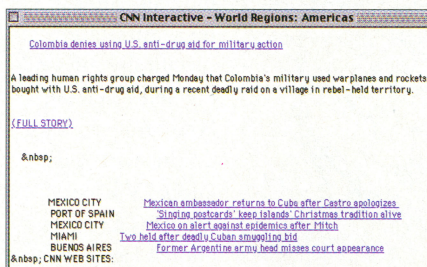 CNN Interactive - World Regions: Americas
Colombia denies using U.S. anti-drug aid for military action
A leading human rights group charged Monday that Colombia's military used warplanes and rockets
bought with U.S. anti-drug aid, during a recent deadly raid on a village in rebel-held territory.
(FULL STORY)
&nbsp;
MEXICO CITY Mexican ambassador returns to Cuba after Castro apologizes
PORT OF SPAIN 'Singing postcards' keep islands' Christmas tradition alive
MEXICO CITY Mexico on alert against epidemics after Mitch
MIAMI Two held after deadly Cuban smuggling bid
BUENOS AIRES Former Argentine army head misses court appearance
&nbsp; CNN WEB SITES: